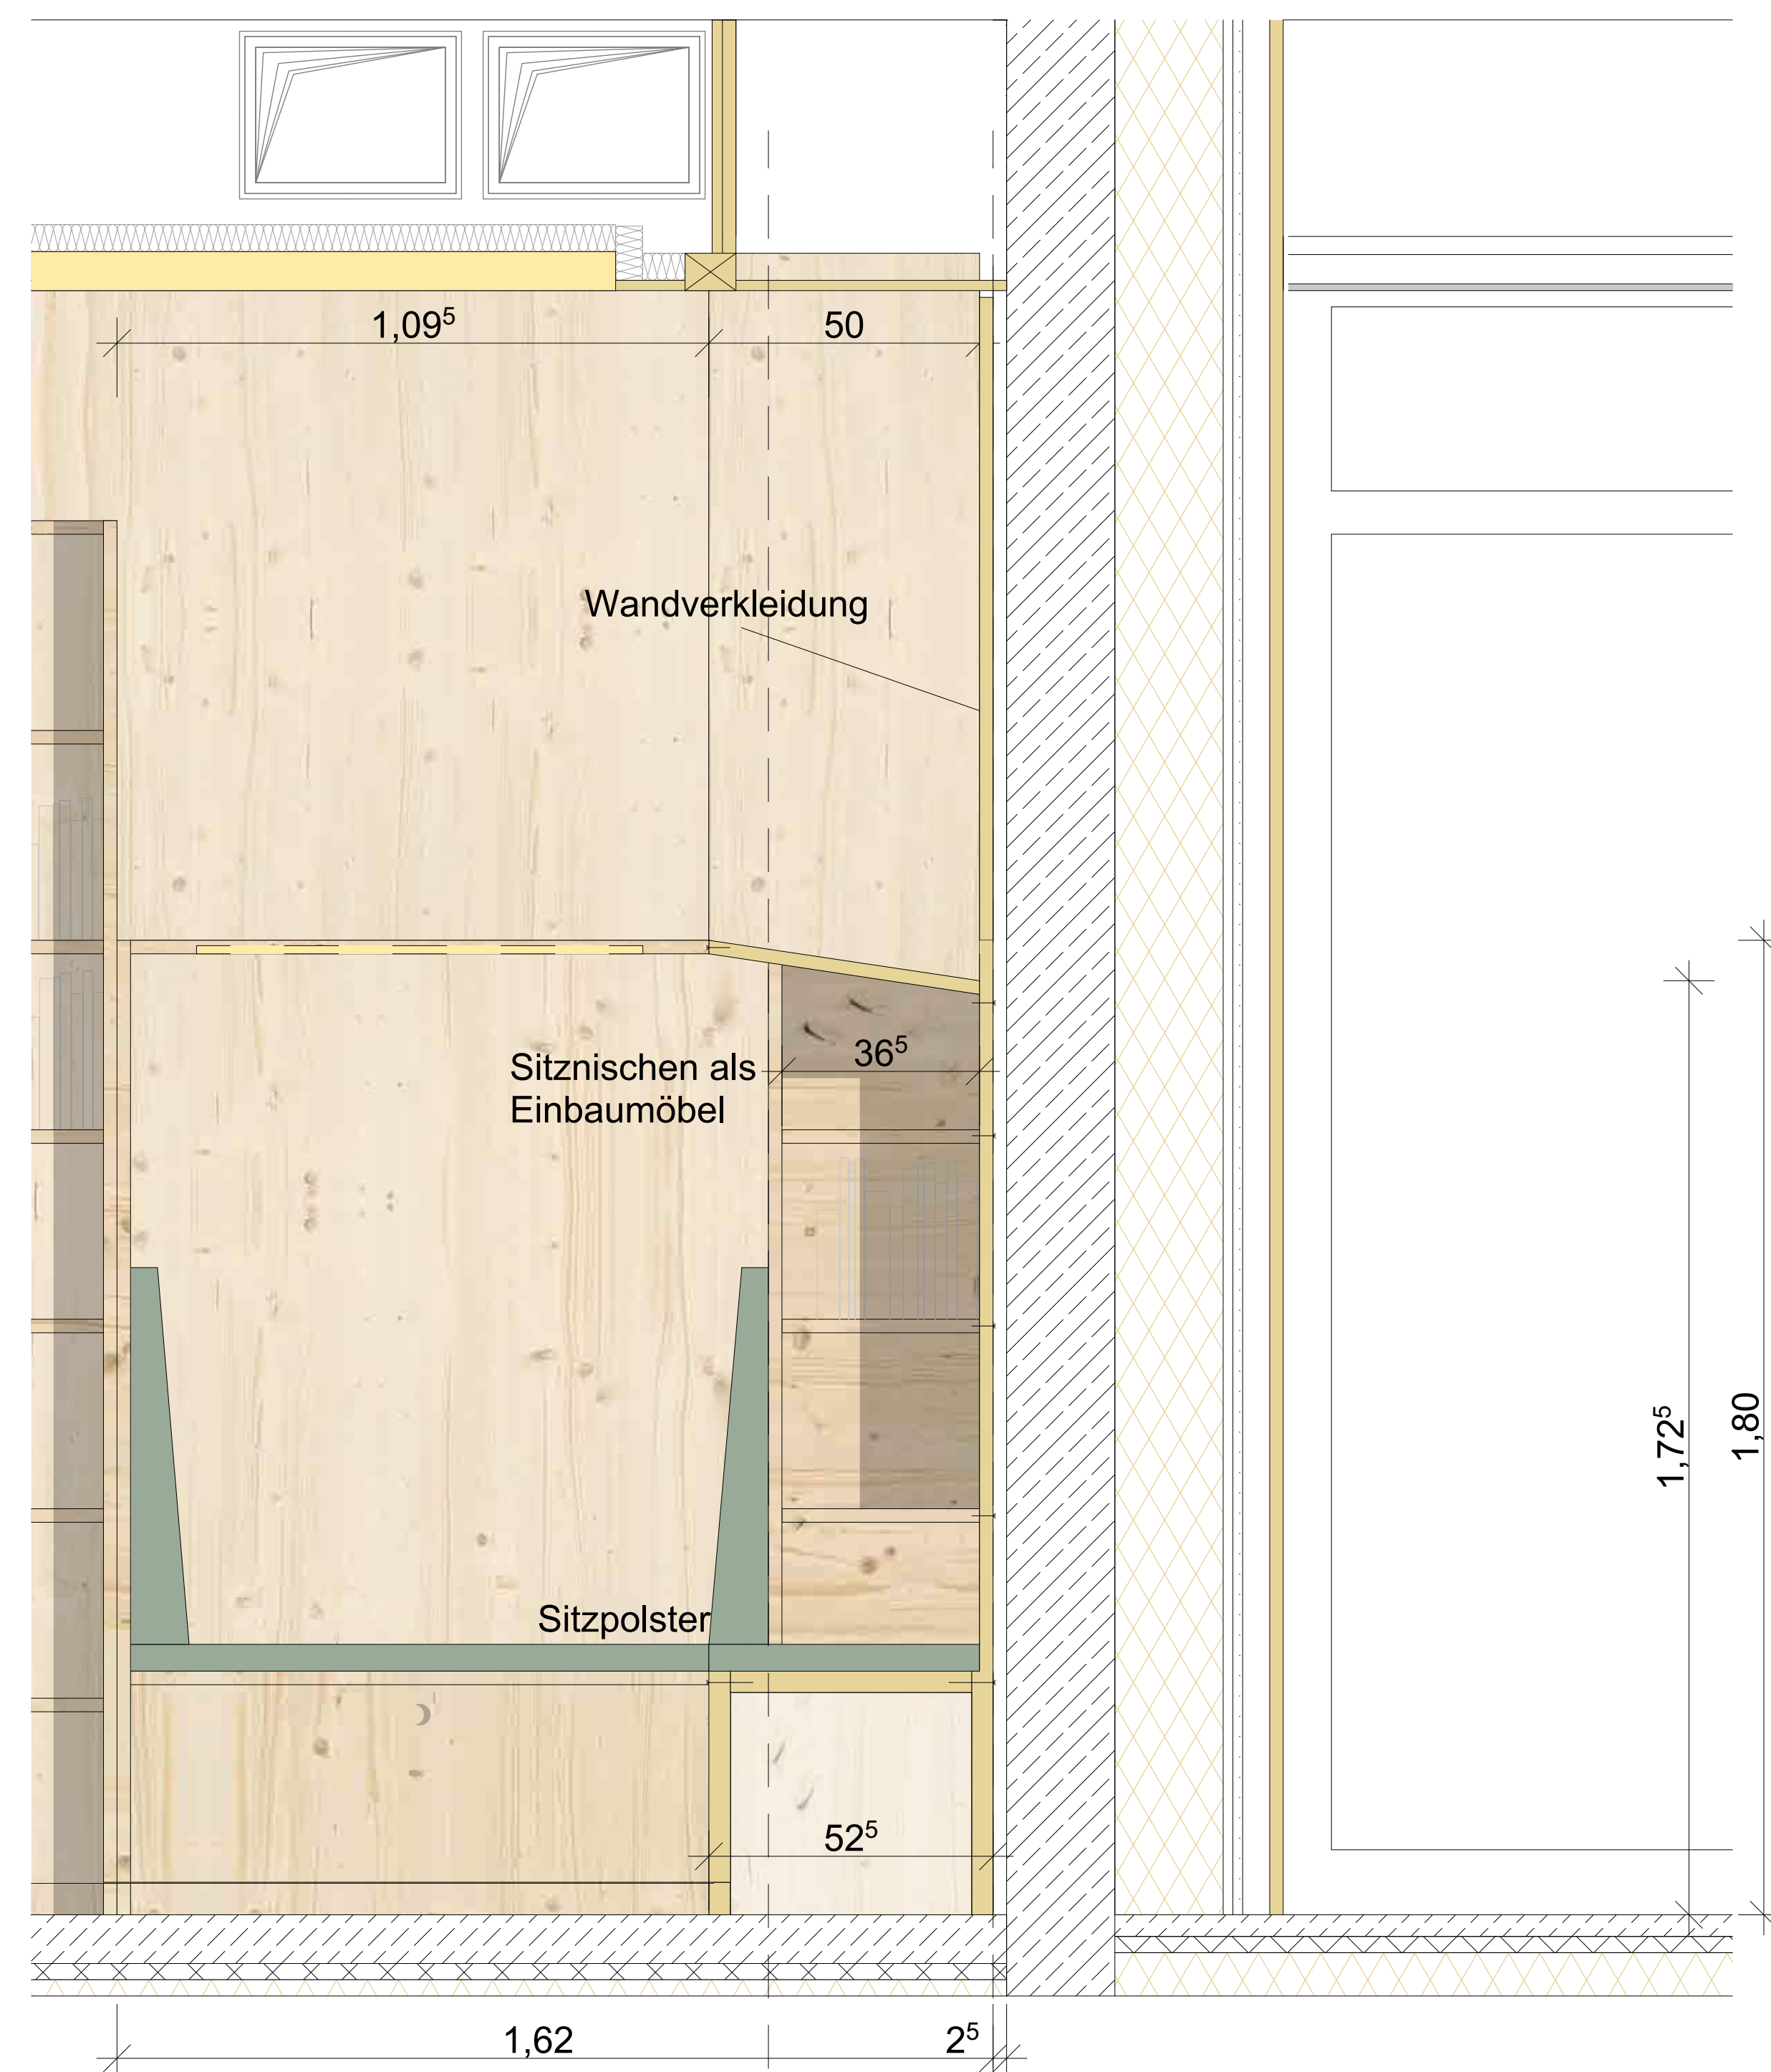 1,09⁵
50
Wandverkleidung
Sitznischen als
Einbaumöbel
36⁵
1,72⁵
1,80
Sitzpolster
52⁵
1,62
2⁵